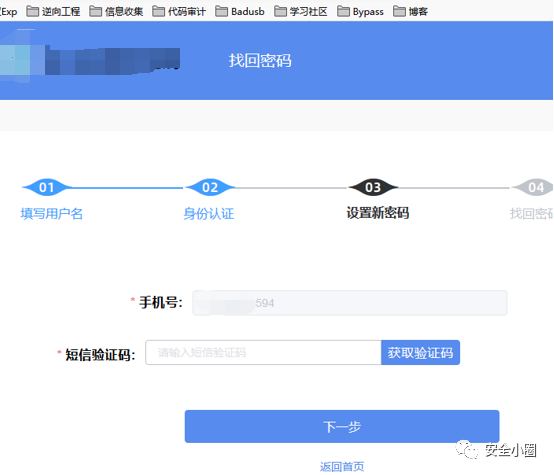 Exp 逆向工程 信息收集 代码审计 Badusb 学习社区 Bypass 博客
找回密码
01 02 03 04
填写用户名 身份认证 设置新密码 找回密
* 手机号： 594
* 短信验证码： 请输入短信验证码 获取验证码
下一步
安全小圈
返回首页